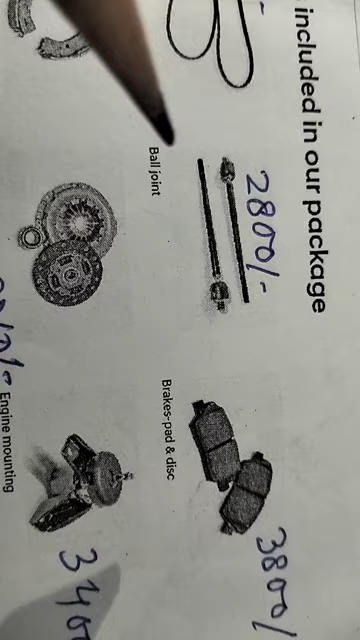 included in our package
2800/-
3800/
Ball joint
Brakes-pad & disc
340
Engine mounting